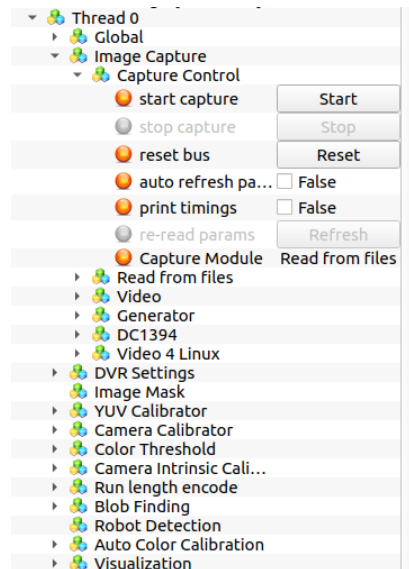 Thread 0
Global
Image Capture
Capture Control
start capture Start
stop capture Stop
reset bus Reset
auto refresh pa... False
print timings False
re-read params Refresh
Capture Module Read from files
Read from files
Video
Generator
DC1394
Video 4 Linux
DVR Settings
Image Mask
YUV Calibrator
Camera Calibrator
Color Threshold
Camera Intrinsic Cali...
Run length encode
Blob Finding
Robot Detection
Auto Color Calibration
Visualization